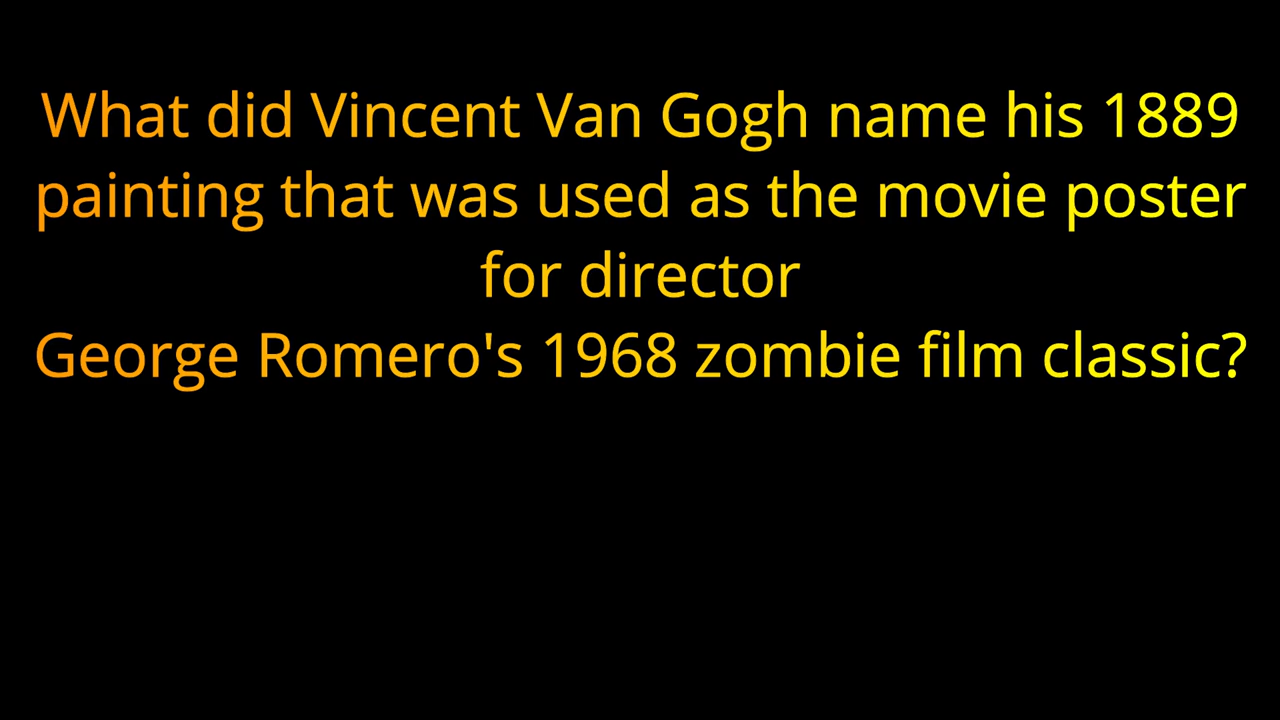 What did Vincent Van Gogh name his 1889
painting that was used as the movie poster
for director
George Romero's 1968 zombie film classic?